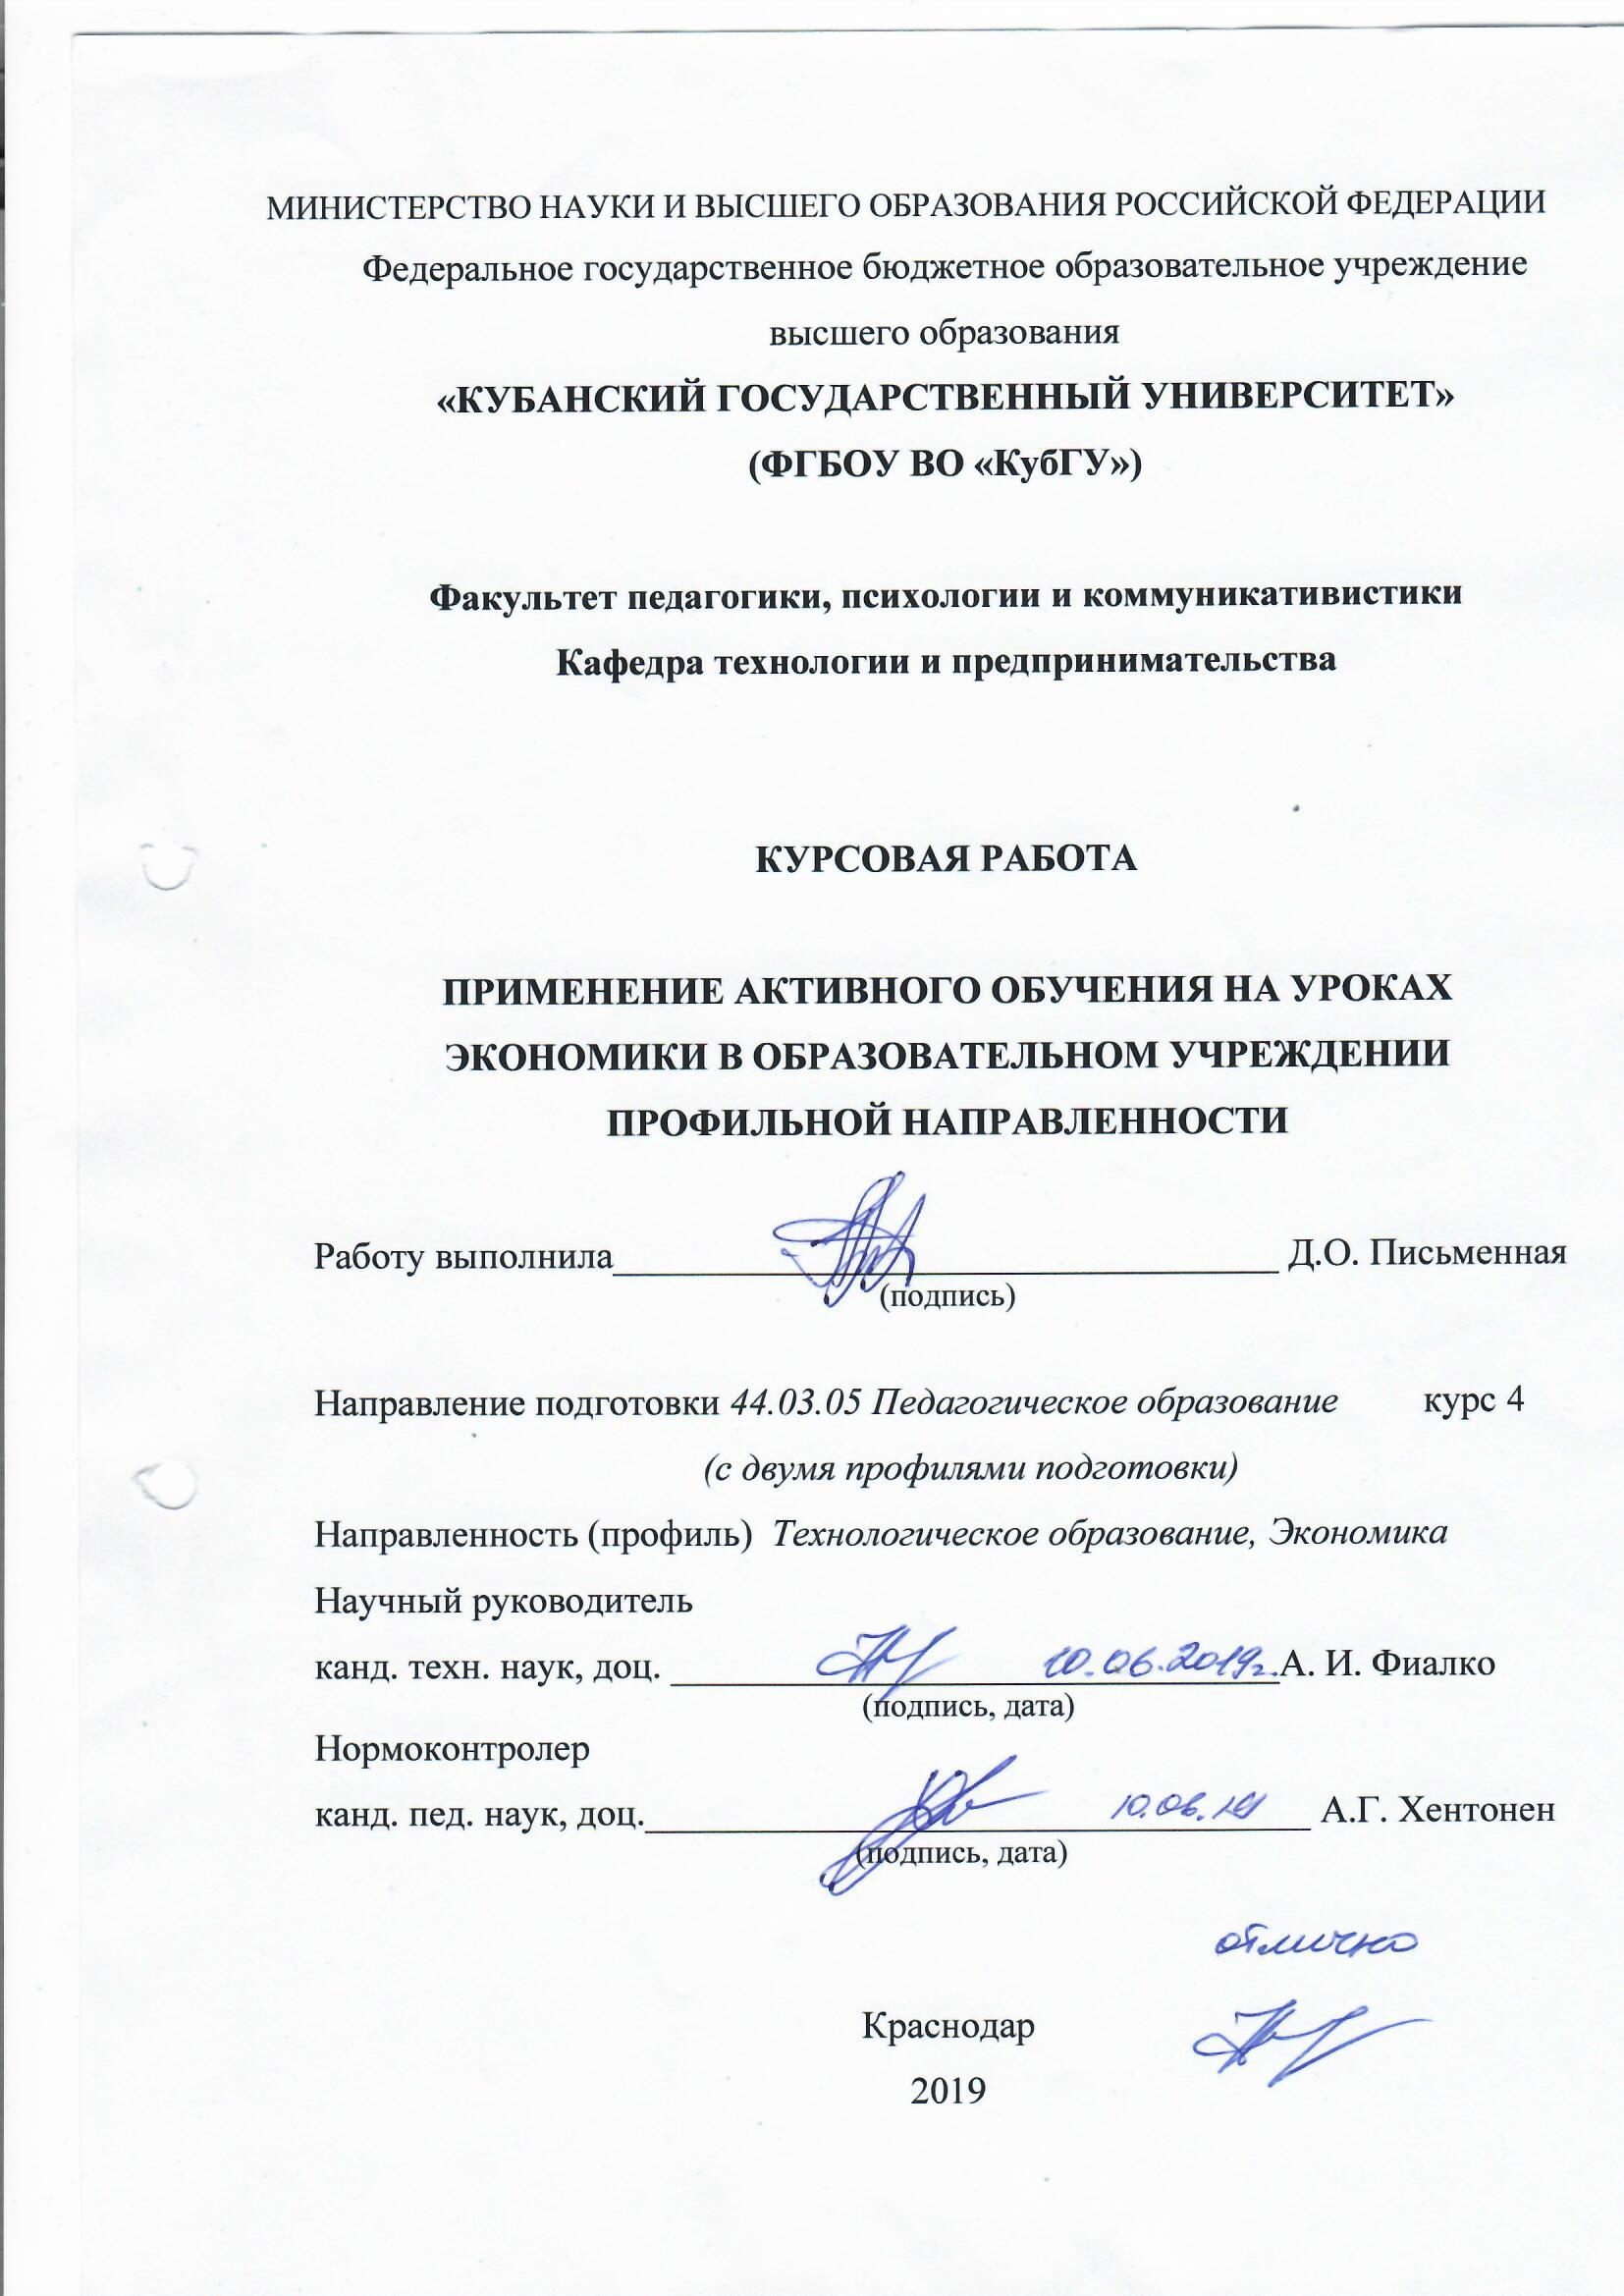 МИНИСТЕРСТВО НАУКИ И ВЫСШЕГО ОБРАЗОВАНИЯ РОССИЙСКОЙ ФЕДЕРАЦИИ
Федеральное государственное бюджетное образовательное учреждение
высшего образования
«КУБАНСКИЙ ГОСУДАРСТВЕННЫЙ УНИВЕРСИТЕТ»
(ФГБОУ ВО «КубГУ»)
Факультет педагогики, психологии и коммуникативистики
Кафедра технологии и предпринимательства
КУРСОВАЯ РАБОТА
ПРИМЕНЕНИЕ АКТИВНОГО ОБУЧЕНИЯ НА УРОКАХ
ЭКОНОМИКИ В ОБРАЗОВАТЕЛЬНОМ УЧРЕЖДЕНИИ
ПРОФИЛЬНОЙ НАПРАВЛЕННОСТИ
Работу выполнила Д.О. Письменная
(подпись)
Направление подготовки 44.03.05 Педагогическое образование курс 4
(с двумя профилями подготовки)
Направленность (профиль) Технологическое образование, Экономика
Научный руководитель
канд. техн. наук, доц. 10.06.2019г. А. И. Фиалко
(подпись, дата)
Нормоконтролер
канд. пед. наук, доц. 10.06.19 А.Г. Хентонен
(подпись, дата)
отлично
Краснодар
2019